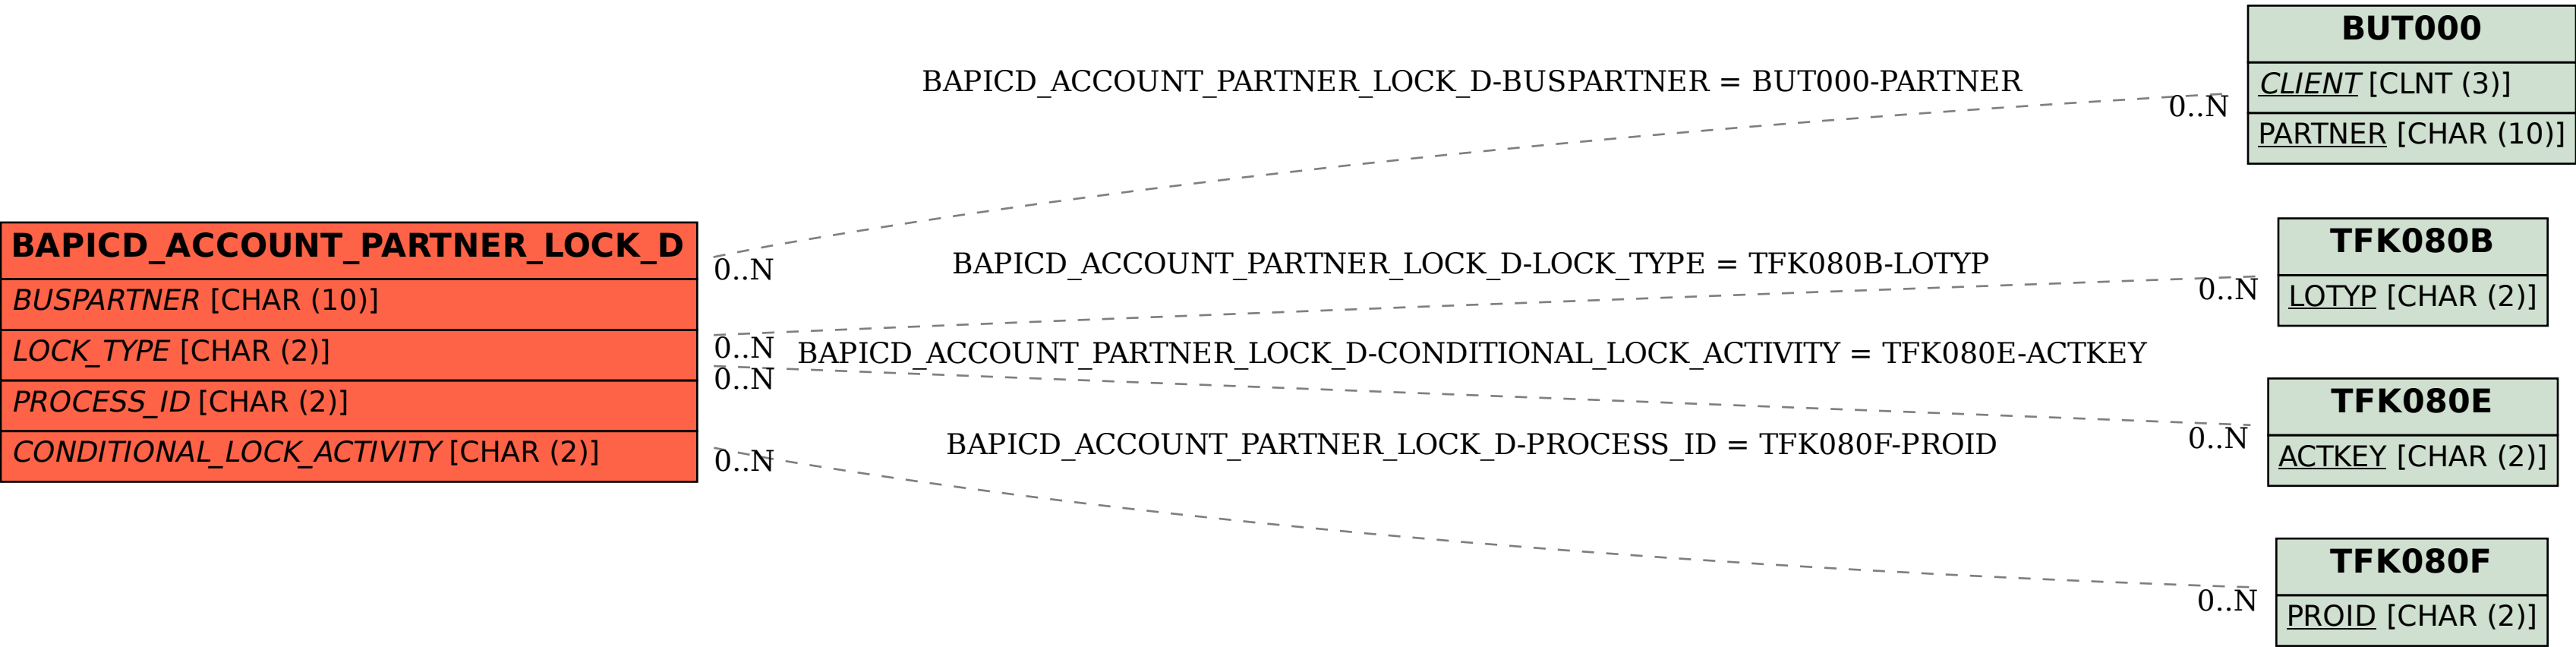 BAPICD_ACCOUNT_PARTNER_LOCK_D
BUSPARTNER [CHAR (10)]
LOCK_TYPE [CHAR (2)]
PROCESS_ID [CHAR (2)]
CONDITIONAL_LOCK_ACTIVITY [CHAR (2)]
BAPICD_ACCOUNT_PARTNER_LOCK_D-BUSPARTNER = BUT000-PARTNER
0..N
0..N
BAPICD_ACCOUNT_PARTNER_LOCK_D-LOCK_TYPE = TFK080B-LOTYP
0..N
0..N
BAPICD_ACCOUNT_PARTNER_LOCK_D-CONDITIONAL_LOCK_ACTIVITY = TFK080E-ACTKEY
0..N
0..N
BAPICD_ACCOUNT_PARTNER_LOCK_D-PROCESS_ID = TFK080F-PROID
0..N
0..N
BUT000
CLIENT [CLNT (3)]
PARTNER [CHAR (10)]
TFK080B
LOTYP [CHAR (2)]
TFK080E
ACTKEY [CHAR (2)]
TFK080F
PROID [CHAR (2)]